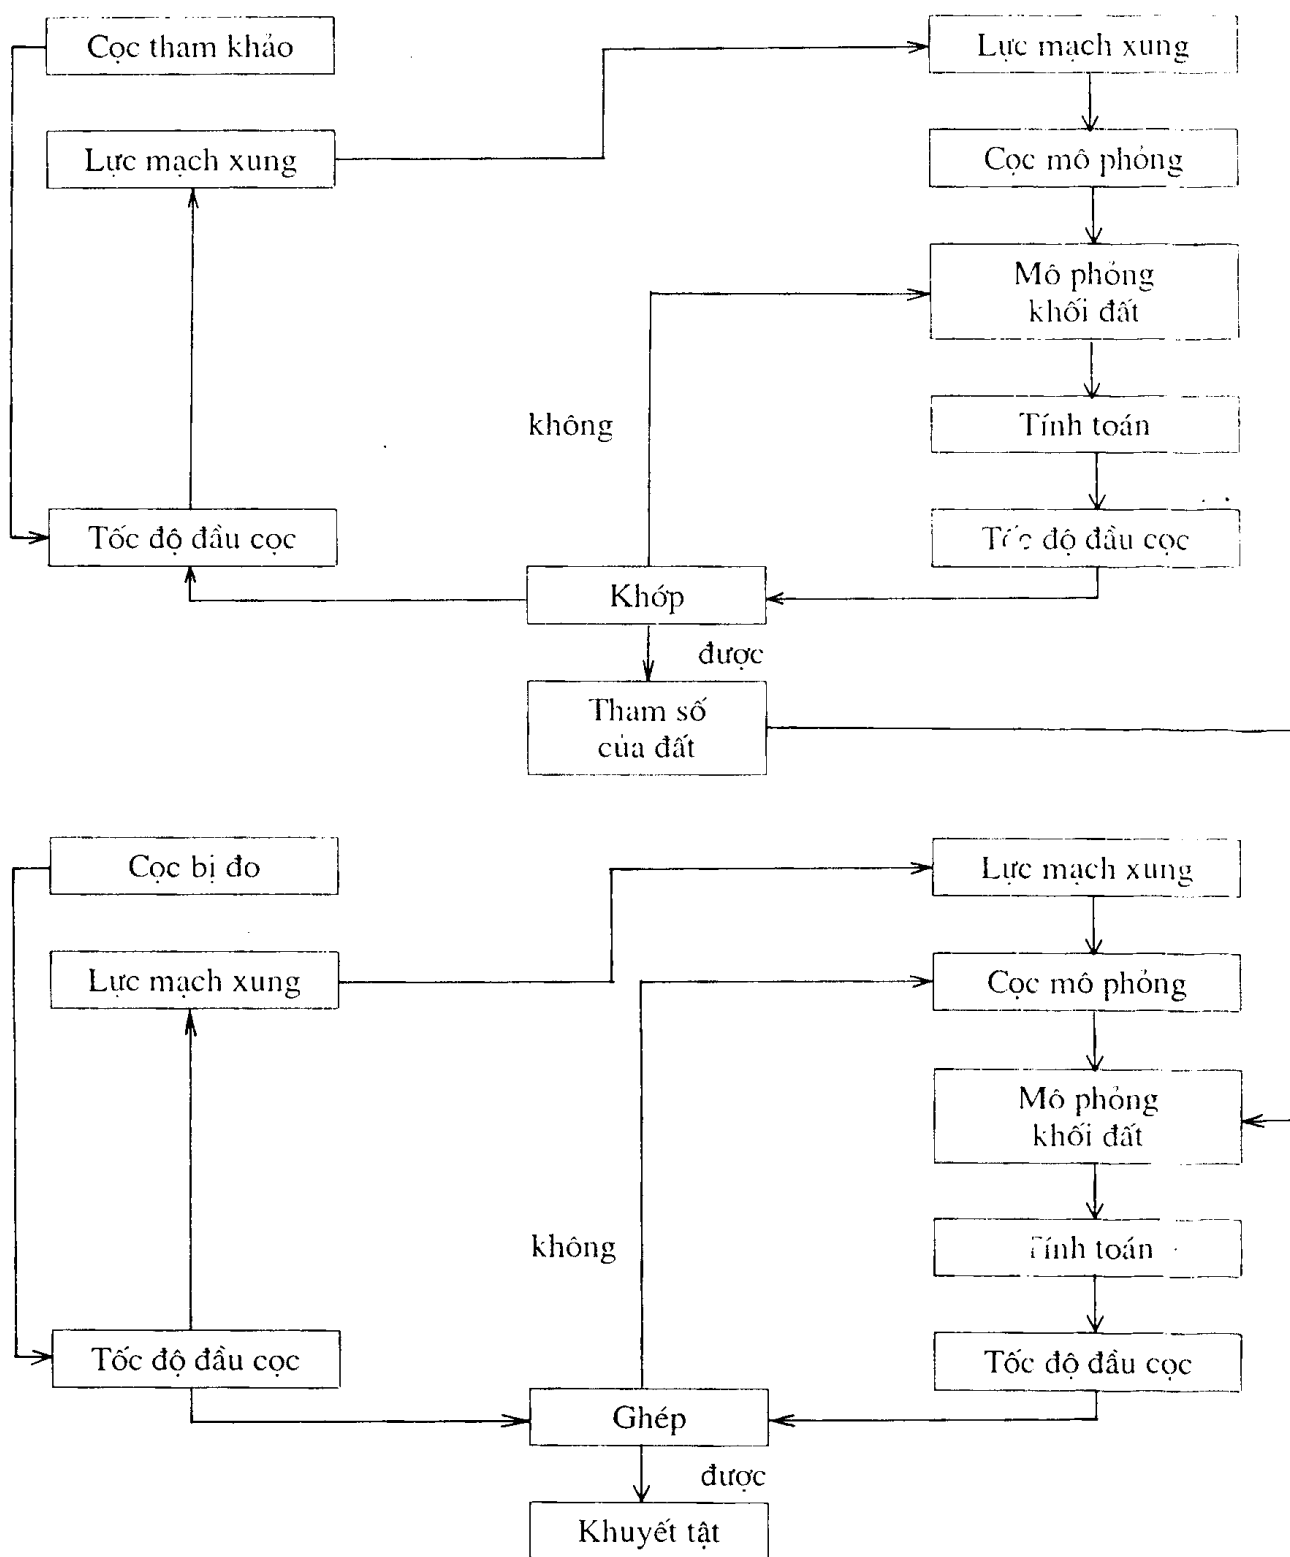 Cọc tham khảo
Lực mạch xung
Lực mạch xung
Cọc mô phỏng
Mô phỏng
khối đất
không
Tính toán
Tốc độ đầu cọc
Tốc độ đầu cọc
Khớp
được
Tham số
của đất
Cọc bị đo
Lực mạch xung
Lực mạch xung
Cọc mô phỏng
Mô phỏng
khối đất
không
Tính toán
Tốc độ đầu cọc
Tốc độ đầu cọc
Ghép
được
Khuyết tật